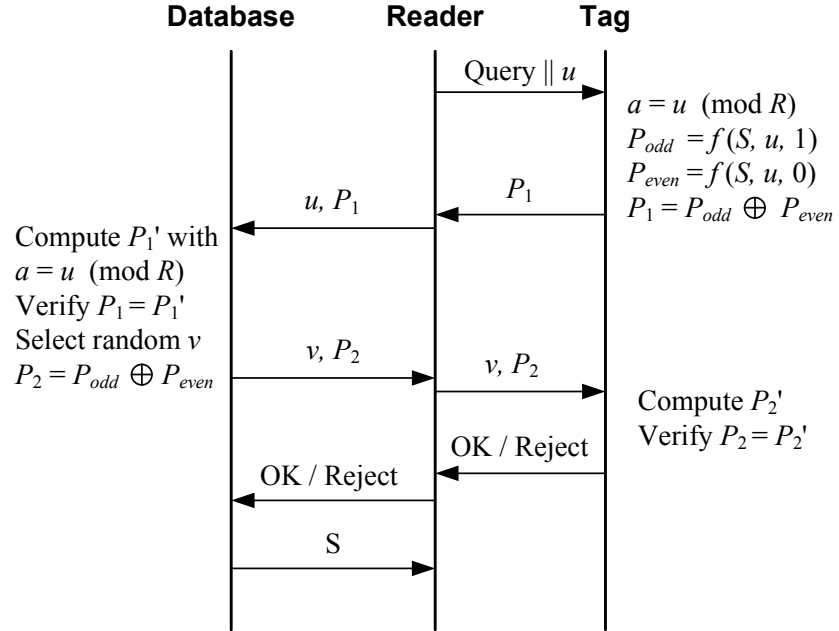 Database Reader Tag
Query || u
a = u (mod R)
P_odd = f (S, u, 1)
P_even = f (S, u, 0)
P_1 = P_odd ⊕ P_even
P_1
u, P_1
Compute P_1' with
a = u (mod R)
Verify P_1 = P_1'
Select random v
P_2 = P_odd ⊕ P_even
v, P_2
v, P_2
Compute P_2'
Verify P_2 = P_2'
OK / Reject
OK / Reject
S